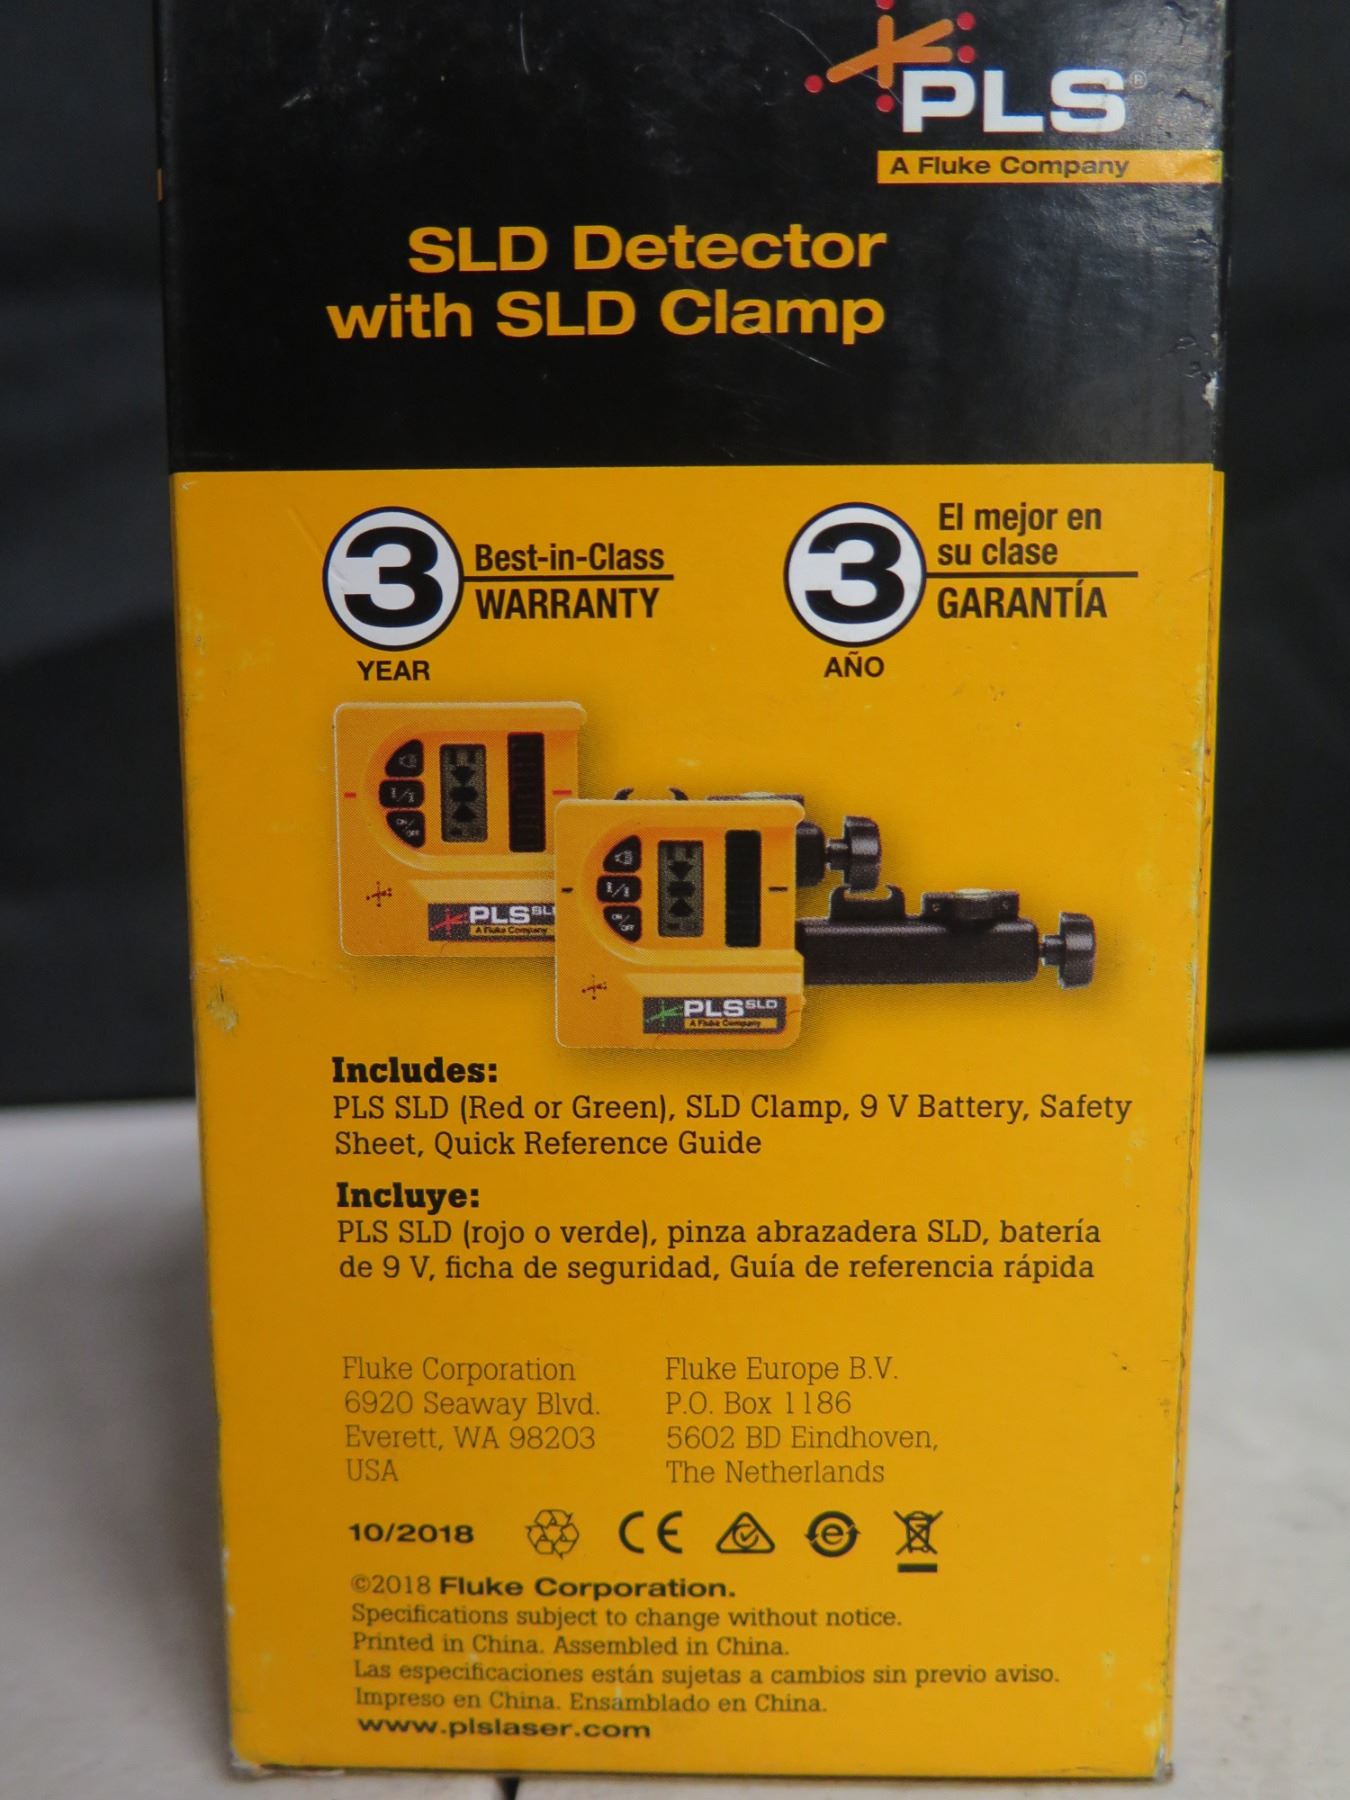 PLS®
A Fluke Company
SLD Detector
with SLD Clamp
3
YEAR
Best-in-Class
WARRANTY
3
AÑO
El mejor en
su clase
GARANTÍA
ON/OFF
PLS
A Fluke Company
ON/OFF
PLS SLD
A Fluke Company
Includes:
PLS SLD (Red or Green), SLD Clamp, 9 V Battery, Safety
Sheet, Quick Reference Guide
Incluye:
PLS SLD (rojo o verde), pinza abrazadera SLD, batería
de 9 V, ficha de seguridad, Guía de referencia rápida
Fluke Corporation
6920 Seaway Blvd.
Everett, WA 98203
USA
Fluke Europe B.V.
P.O. Box 1186
5602 BD Eindhoven,
The Netherlands
10/2018
CE
©2018 Fluke Corporation.
Specifications subject to change without notice.
Printed in China. Assembled in China.
Las especificaciones están sujetas a cambios sin previo aviso.
Impreso en China. Ensamblado en China.
www.plslaser.com